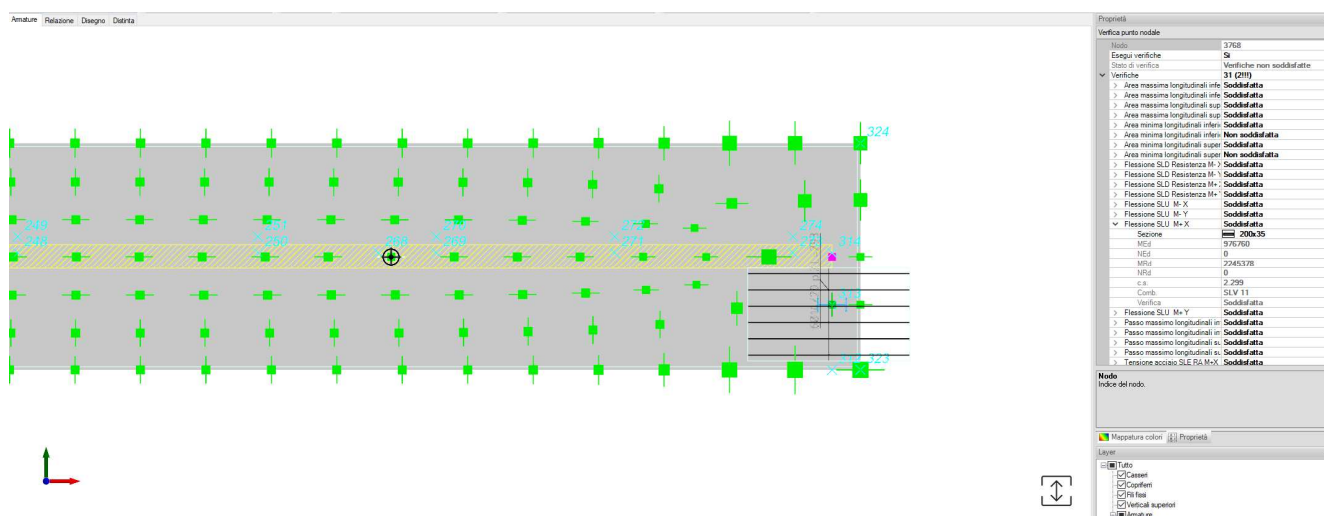 Armature Relazione Disegno Distinta
Proprietà
Verifica punto nodale
Nodo 3768
Esegui verifiche Si
Stato di verifica Verifiche non soddisfatte
Verifiche 31 (2!!!)
Area massima longitudinali infe Soddisfatta
Area massima longitudinali infe Soddisfatta
Area massima longitudinali sup Soddisfatta
Area massima longitudinali sup Soddisfatta
Area minima longitudinali inferi Soddisfatta
Area minima longitudinali inferi Non soddisfatta
Area minima longitudinali super Soddisfatta
Area minima longitudinali super Non soddisfatta
Flessione SLD Resistenza M- X Soddisfatta
Flessione SLD Resistenza M- Y Soddisfatta
Flessione SLD Resistenza M+ Soddisfatta
Flessione SLD Resistenza M+ Soddisfatta
Flessione SLU M- X Soddisfatta
Flessione SLU M- Y Soddisfatta
Flessione SLU M+ X Soddisfatta
Sezione 200x35
MEd 976760
NEd 0
MRd 2245378
NRd 0
c.s. 2.299
Comb. SLV 11
Verifica Soddisfatta
Flessione SLU M+ Y Soddisfatta
Passo massimo longitudinali in Soddisfatta
Passo massimo longitudinali in Soddisfatta
Passo massimo longitudinali su Soddisfatta
Passo massimo longitudinali su Soddisfatta
Tensione acciaio SLE RA M+X Soddisfatta
Nodo
Indice del nodo.
Mappatura colori Proprietà
Layer
Tutto
Casseri
Copriferri
Fili fissi
Verticali superiori
Armature
324
249
248
251
260
268
269
272
271
274
314
323